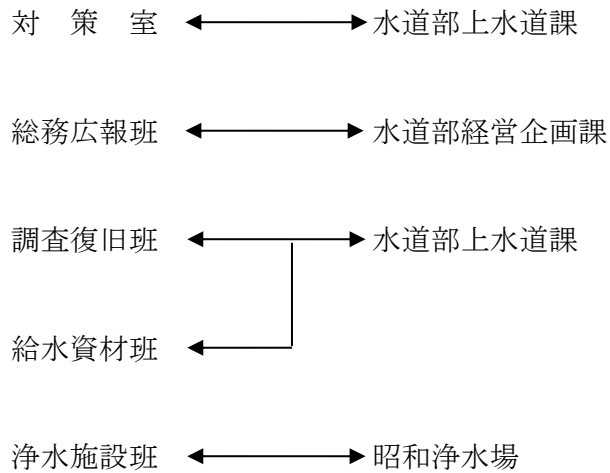 対　策　室 水道部上水道課
総務広報班 水道部経営企画課
調査復旧班 水道部上水道課
給水資材班
浄水施設班 昭和浄水場